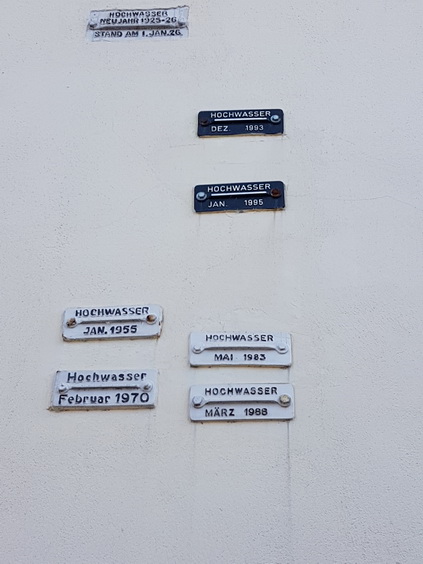 HOCHWASSER
NEUJAHR 1925-26
STAND AM 1. JAN. 26
HOCHWASSER
DEZ. 1993
HOCHWASSER
JAN. 1995
HOCHWASSER
JAN. 1955
HOCHWASSER
MAI 1983
Hochwasser
Februar 1970
HOCHWASSER
MÄRZ 1988